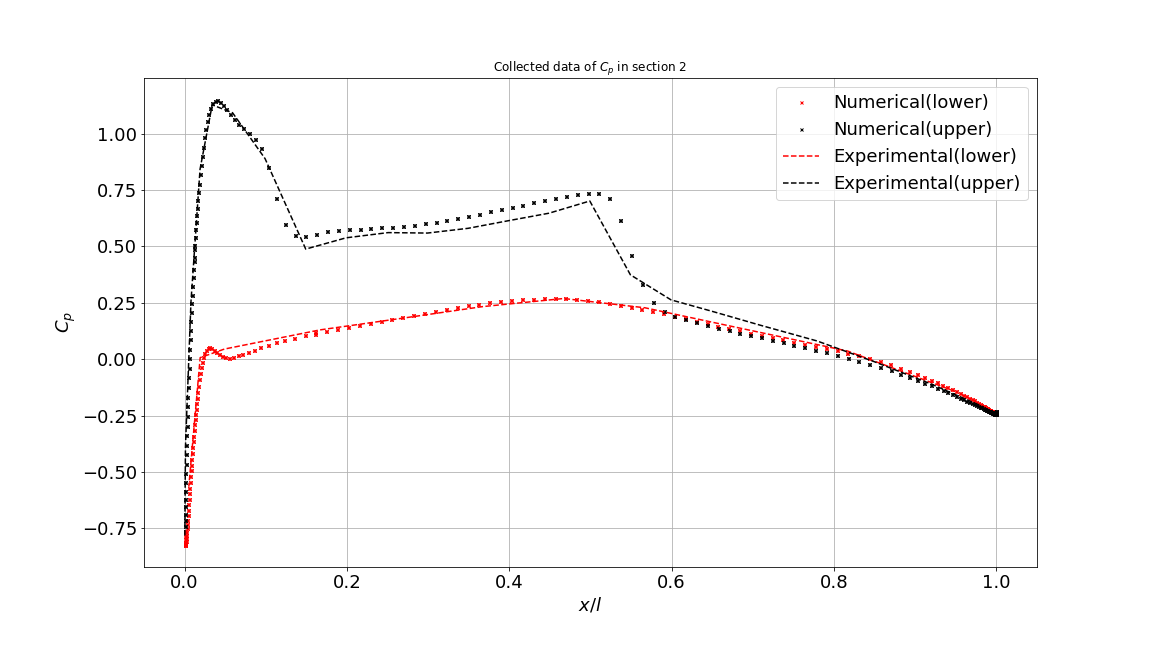 Collected data of $C_p$ in section 2
Numerical(lower)
Numerical(upper)
Experimental(lower)
Experimental(upper)
$C_p$
1.00
0.75
0.50
0.25
0.00
−0.25
−0.50
−0.75
0.0 0.2 0.4 0.6 0.8 1.0
x/l